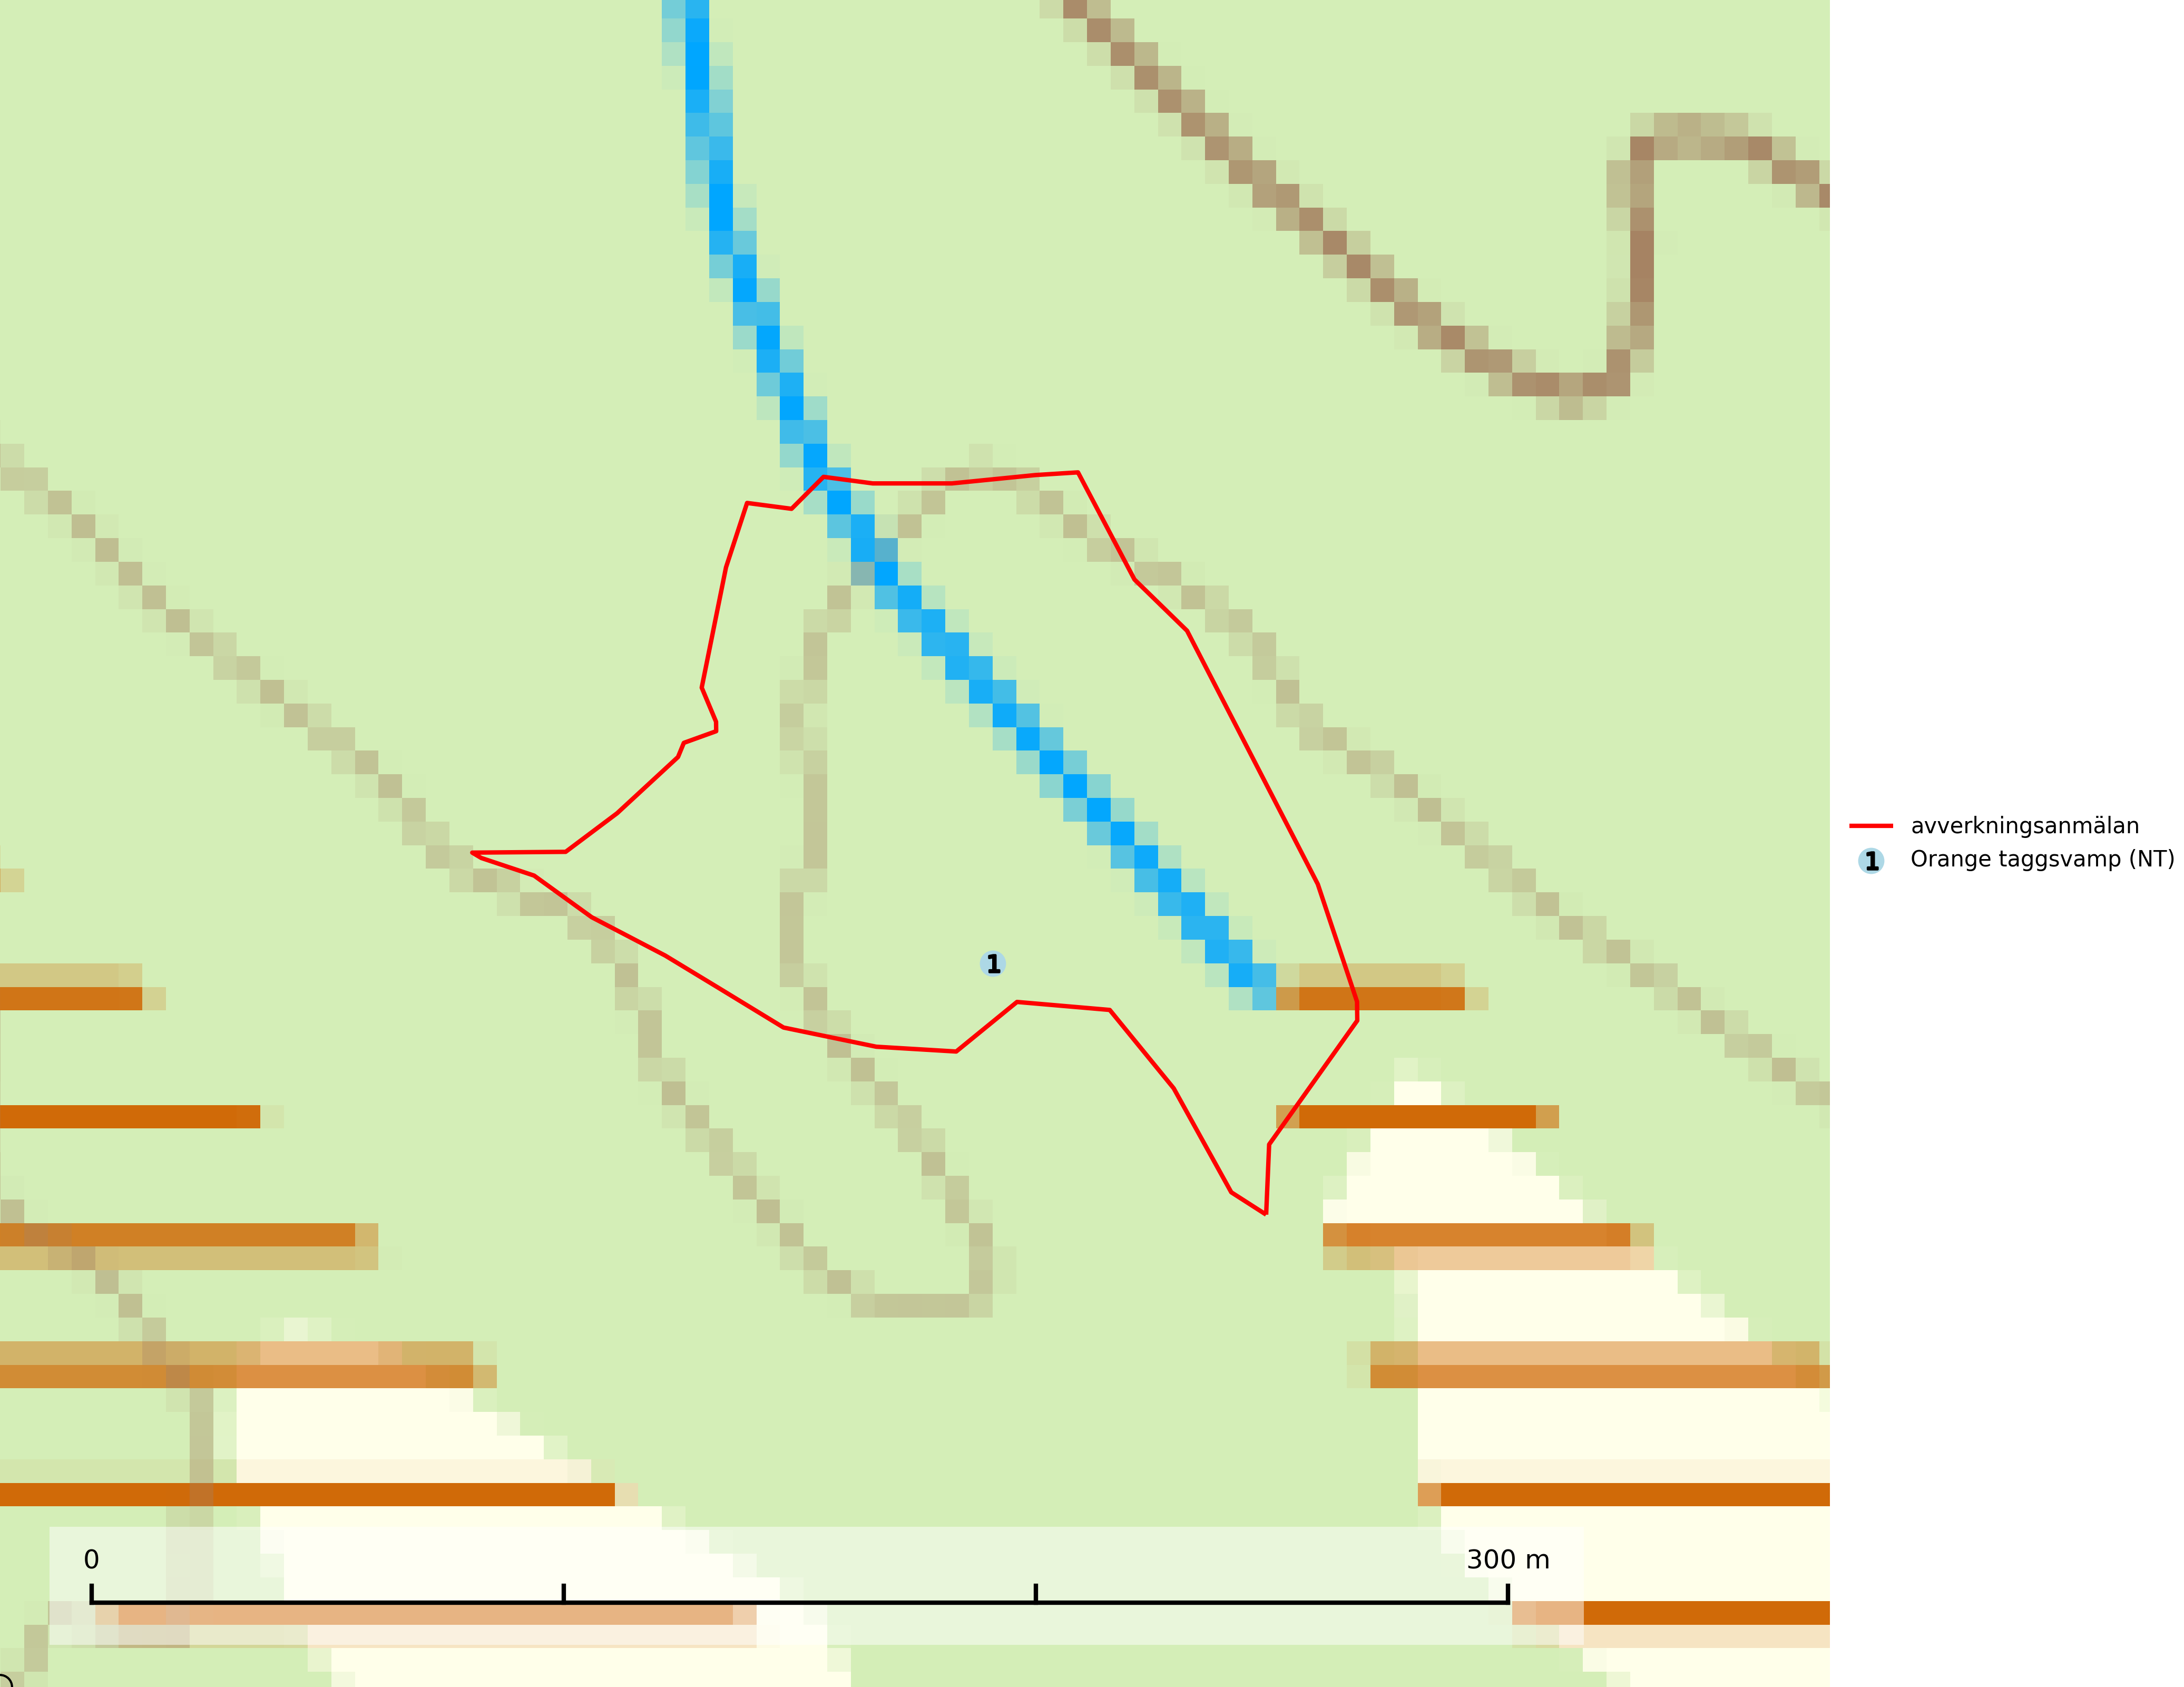 avverkningsanmälan
1 Orange taggsvamp (NT)
1
0 300 m